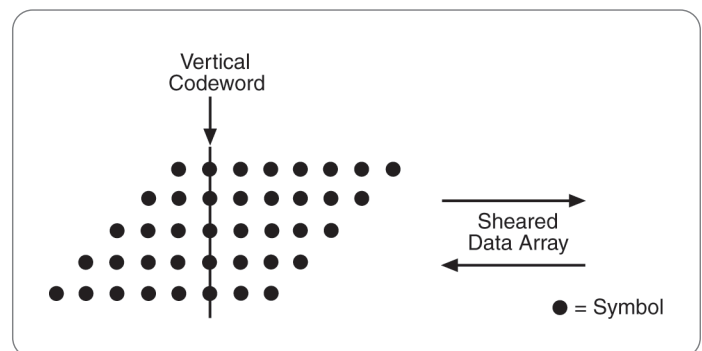 Vertical
Codeword
Sheared
Data Array
= Symbol